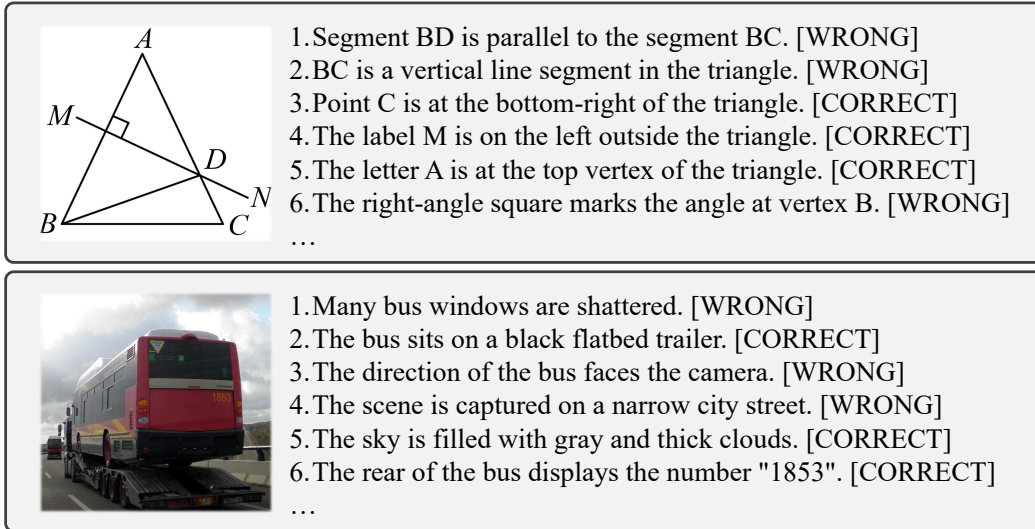 A
M
D
N
B
C
1.Segment BD is parallel to the segment BC. [WRONG]
2.BC is a vertical line segment in the triangle. [WRONG]
3.Point C is at the bottom-right of the triangle. [CORRECT]
4.The label M is on the left outside the triangle. [CORRECT]
5.The letter A is at the top vertex of the triangle. [CORRECT]
6.The right-angle square marks the angle at vertex B. [WRONG]
…
1853
1.Many bus windows are shattered. [WRONG]
2.The bus sits on a black flatbed trailer. [CORRECT]
3.The direction of the bus faces the camera. [WRONG]
4.The scene is captured on a narrow city street. [WRONG]
5.The sky is filled with gray and thick clouds. [CORRECT]
6.The rear of the bus displays the number "1853". [CORRECT]
…